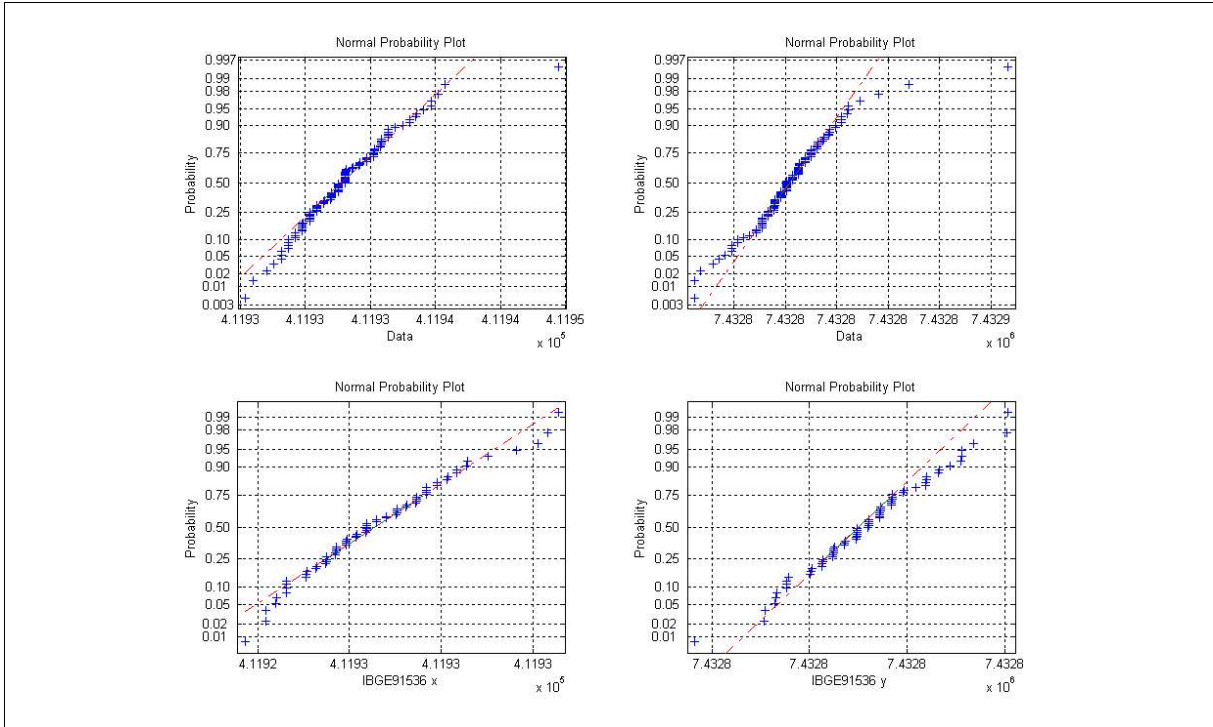 Normal Probability Plot
0.997
0.99
0.98
0.95
0.90
0.75
0.50
0.25
0.10
0.05
0.02
0.01
0.003
Probability
4.1193 4.1193 4.1193 4.1194 4.1194 4.1195
Data
x 10^5
Normal Probability Plot
0.997
0.99
0.98
0.95
0.90
0.75
0.50
0.25
0.10
0.05
0.02
0.01
0.003
Probability
7.4328 7.4328 7.4328 7.4328 7.4328 7.4329
Data
x 10^6
Normal Probability Plot
0.99
0.98
0.95
0.90
0.75
0.50
0.25
0.10
0.05
0.02
0.01
Probability
4.1192 4.1193 4.1193 4.1193
IBGE91536 x
x 10^5
Normal Probability Plot
0.99
0.98
0.95
0.90
0.75
0.50
0.25
0.10
0.05
0.02
0.01
Probability
7.4328 7.4328 7.4328 7.4328
IBGE91536 y
x 10^6